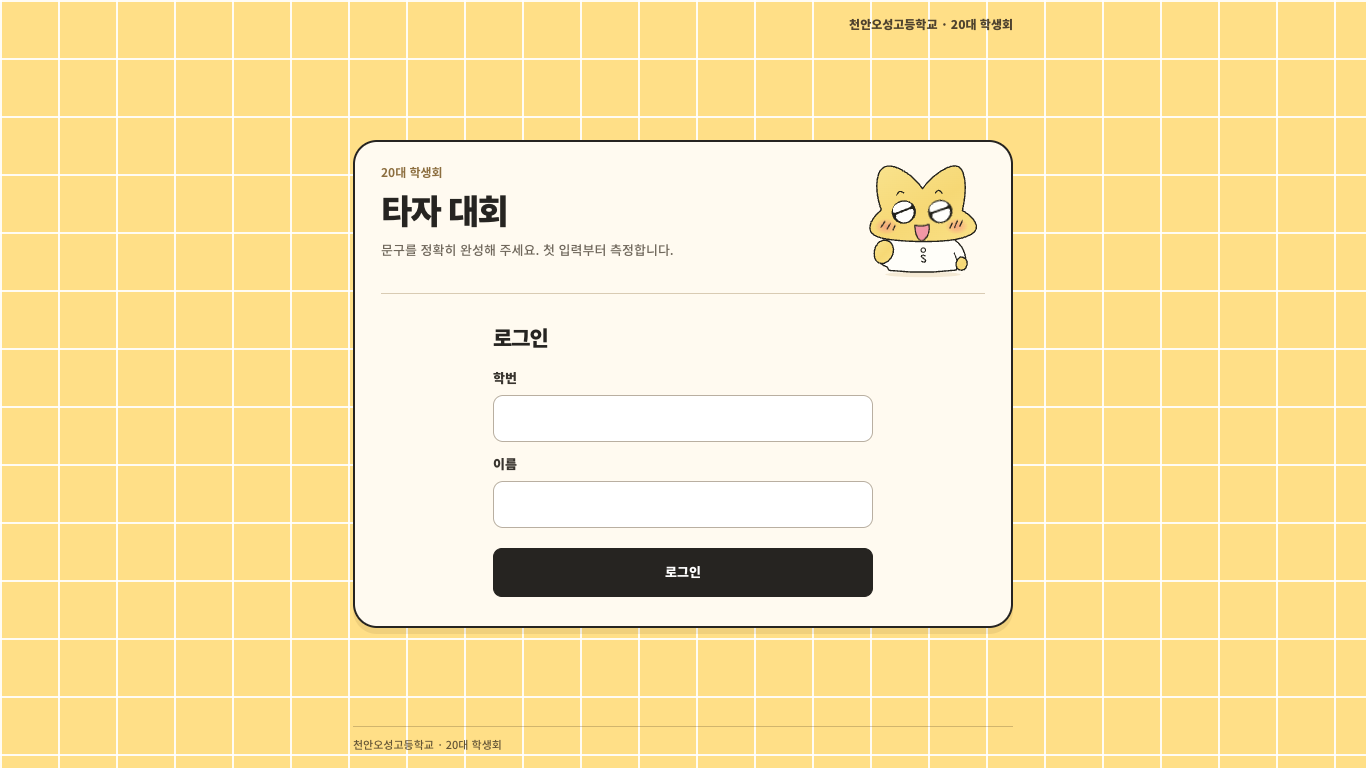 천안오성고등학교 · 20대 학생회
20대 학생회
타자 대회
문구를 정확히 완성해 주세요. 첫 입력부터 측정합니다.
로그인
학번
이름
로그인
천안오성고등학교 · 20대 학생회